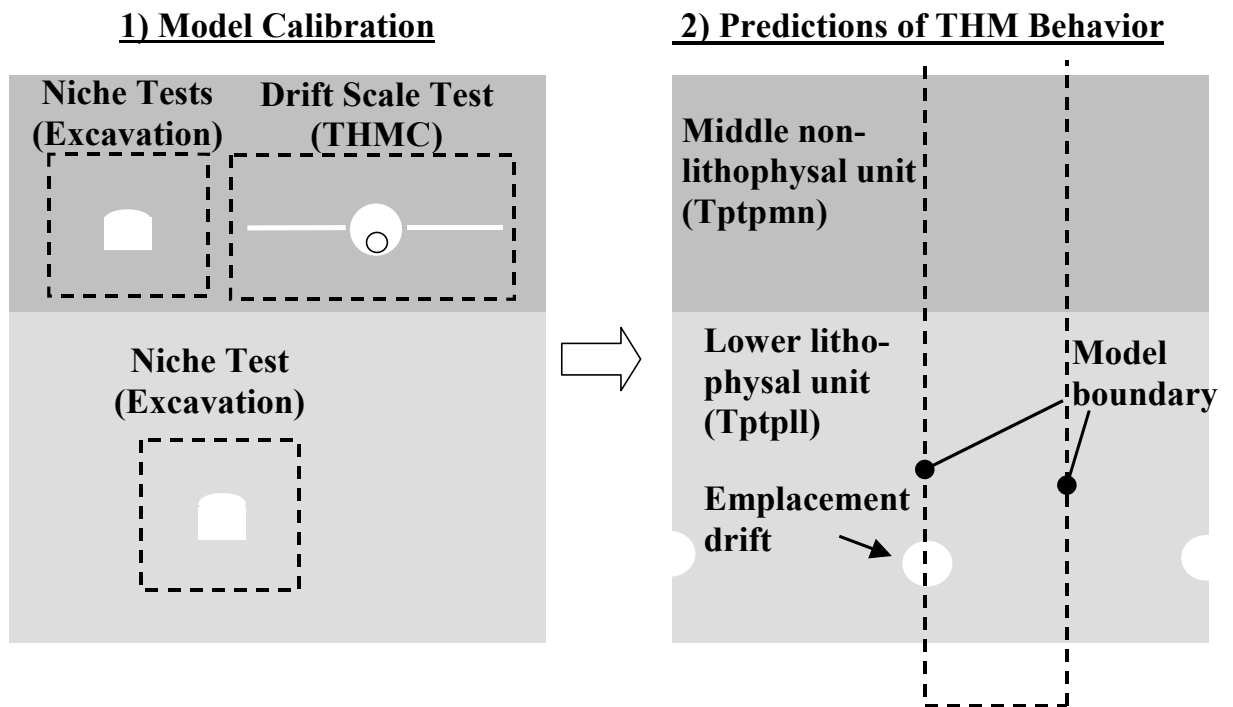 1) Model Calibration
Niche Tests
(Excavation)
Drift Scale Test
(THMC)
Niche Test
(Excavation)
2) Predictions of THM Behavior
Middle non-
lithophysal unit
(Tptpmn)
Lower litho-
physal unit
(Tptpll)
Model
boundary
Emplacement
drift